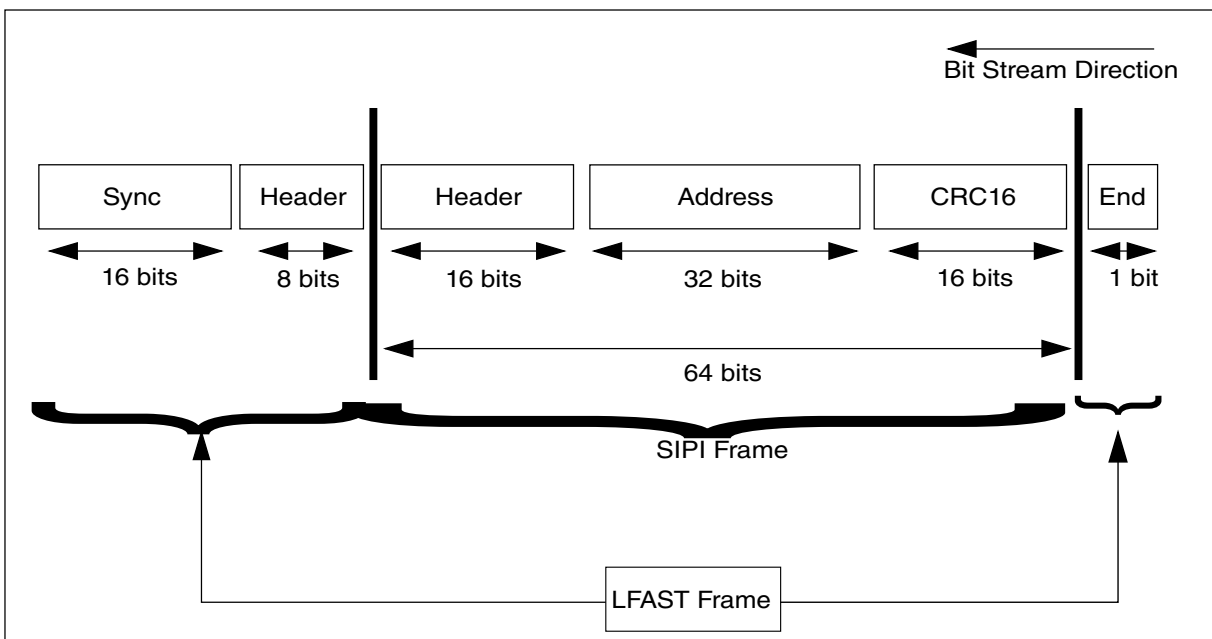 Bit Stream Direction
Sync
Header
Header
Address
CRC16
End
16 bits
8 bits
16 bits
32 bits
16 bits
1 bit
64 bits
SIPI Frame
LFAST Frame